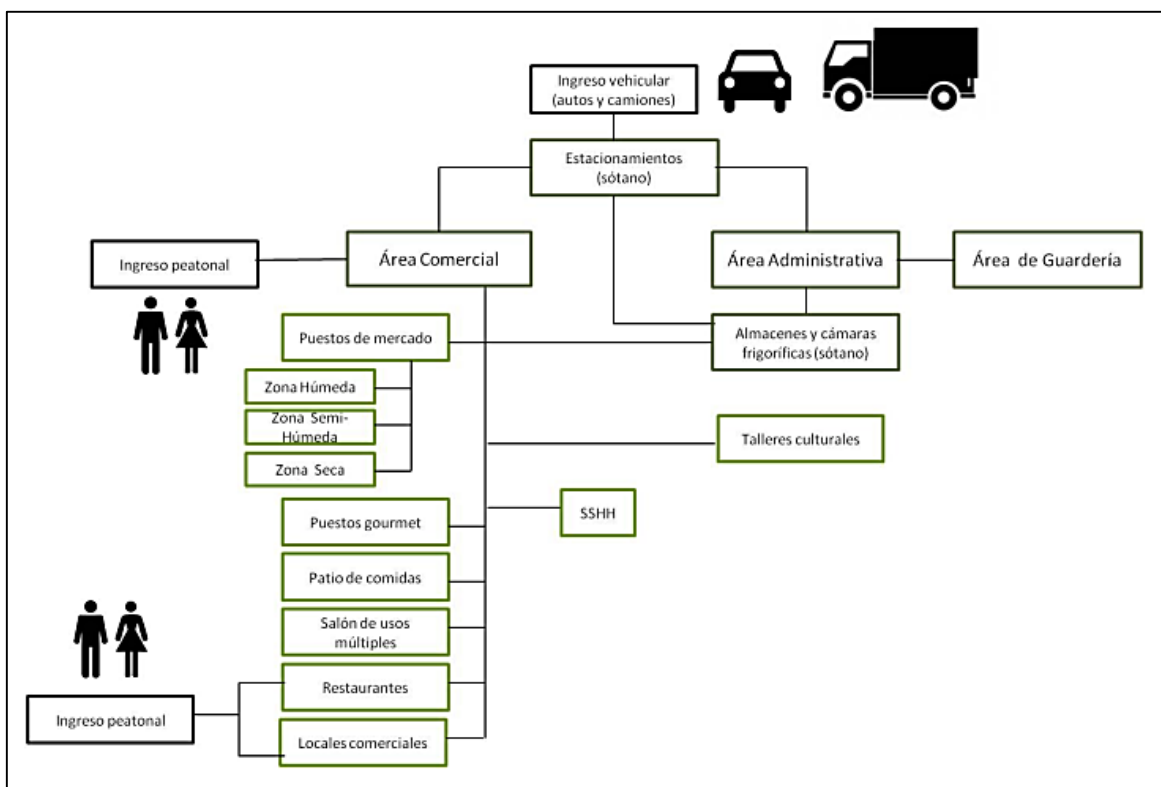 Ingreso vehicular
(autos y camiones)
Estacionamientos
(sótano)
Ingreso peatonal
Área Comercial
Área Administrativa
Área de Guardería
Puestos de mercado
Almacenes y cámaras
frigoríficas (sótano)
Zona Húmeda
Zona Semi-
Húmeda
Zona Seca
Talleres culturales
Puestos gourmet
SSHH
Patio de comidas
Salón de usos
múltiples
Restaurantes
Ingreso peatonal
Locales comerciales